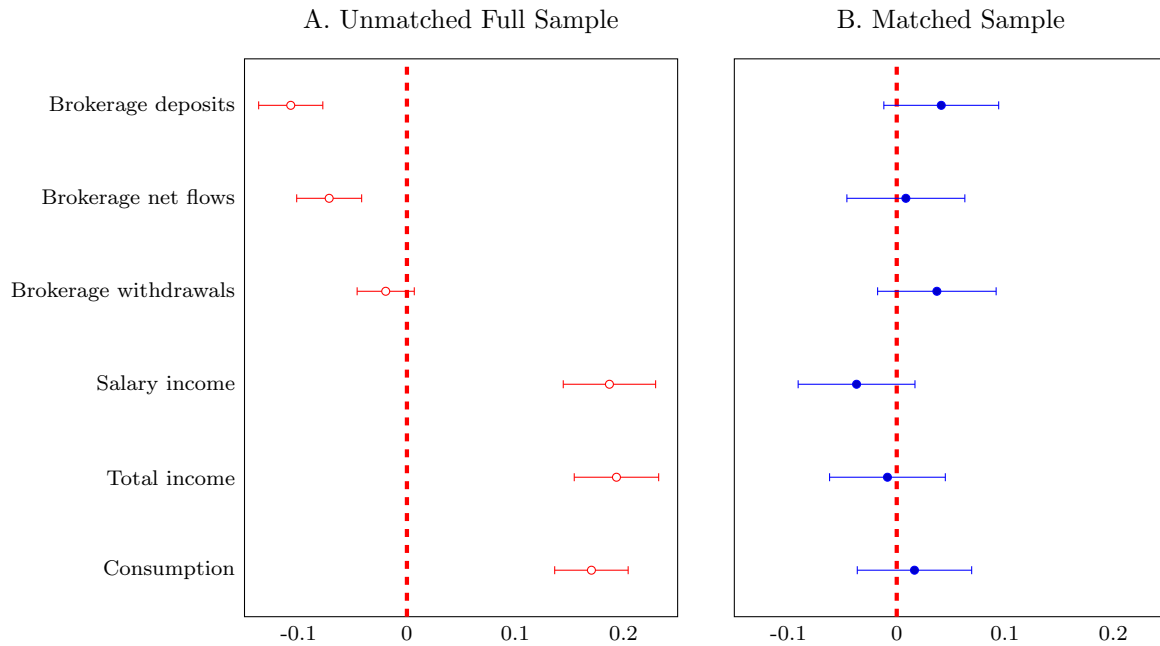 A. Unmatched Full Sample
B. Matched Sample
Brokerage deposits
Brokerage net flows
Brokerage withdrawals
Salary income
Total income
Consumption
-0.1 0 0.1 0.2
-0.1 0 0.1 0.2